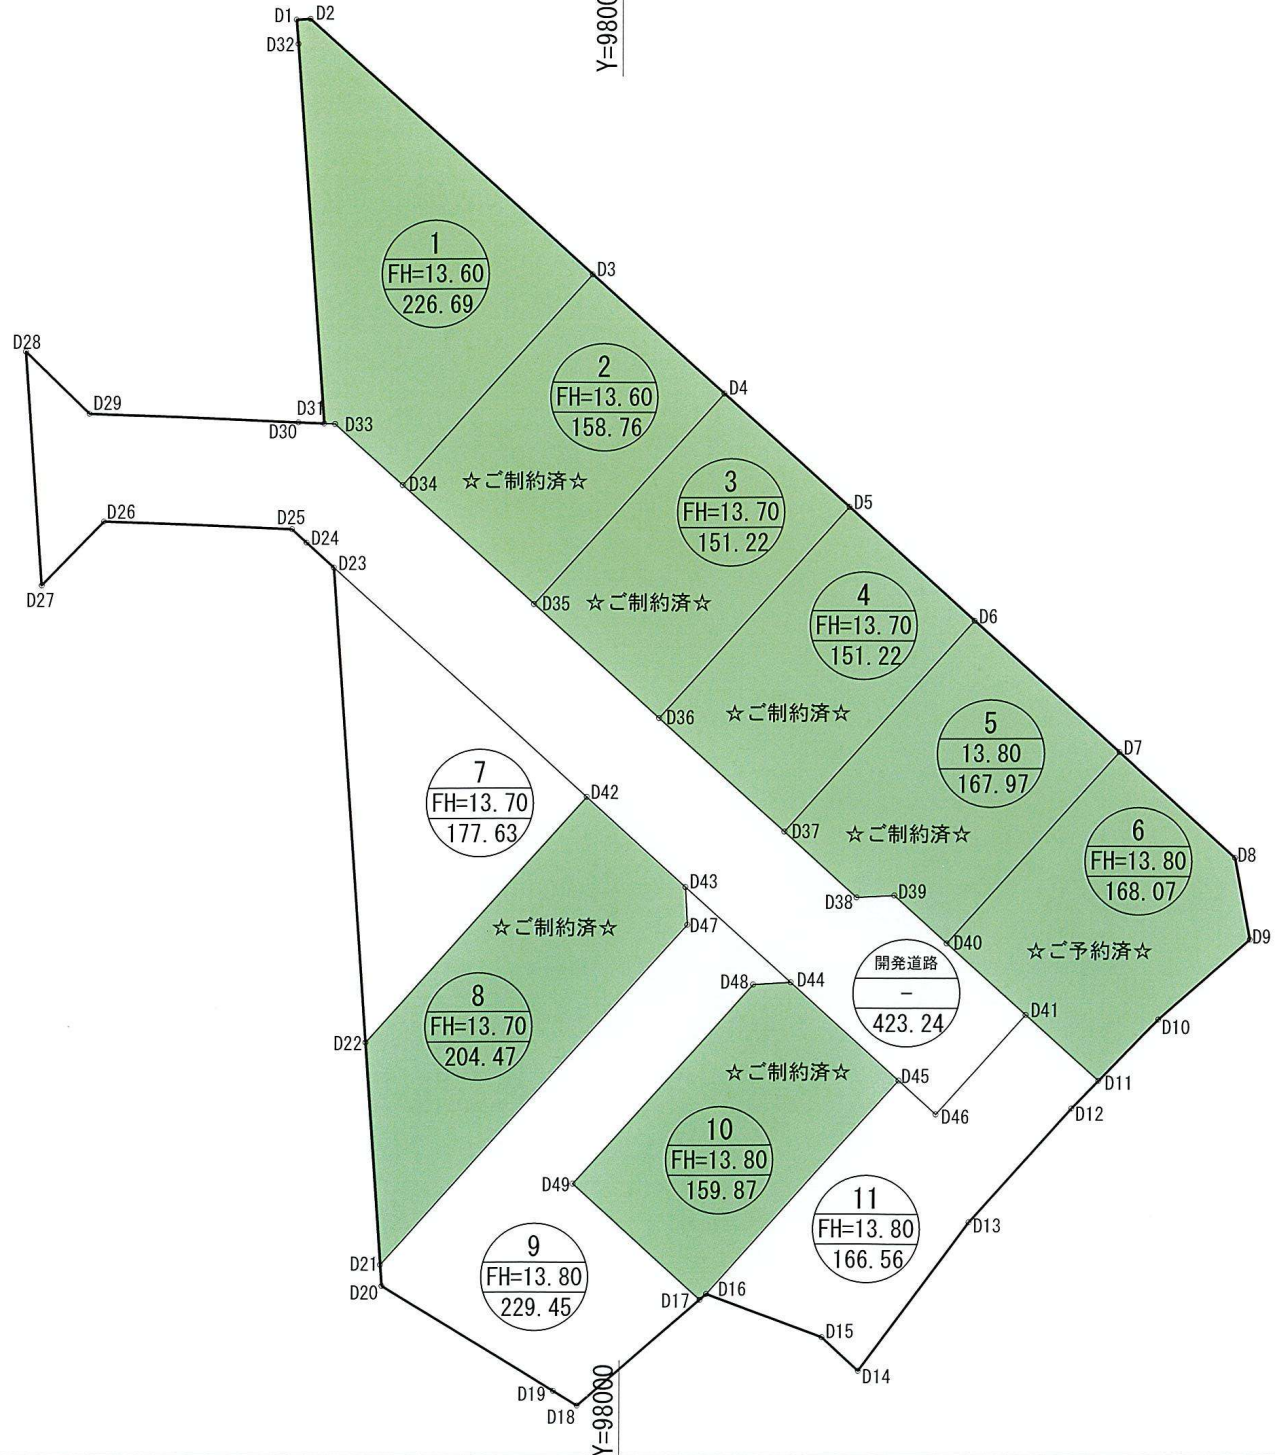 Y=9800
D1
D2
D32
1
FH=13.60
226.69
D3
D28
D29
D31
D30
D33
2
FH=13.60
158.76
D4
D34
☆ご制約済☆
3
FH=13.70
151.22
D5
D26
D25
D24
D23
D27
D35
☆ご制約済☆
4
FH=13.70
151.22
D6
D36
☆ご制約済☆
5
13.80
167.97
D7
7
FH=13.70
177.63
D42
D37
☆ご制約済☆
6
FH=13.80
168.07
D8
D43
D38
D39
D47
☆ご制約済☆
D40
☆ご予約済☆
D9
開発道路
-
423.24
D48
D44
8
FH=13.70
204.47
D41
D10
D22
☆ご制約済☆
D45
D11
D46
D12
10
FH=13.80
159.87
D49
11
FH=13.80
166.56
D13
9
FH=13.80
229.45
D21
D20
D17
D16
D15
D14
D19
D18
Y=98000